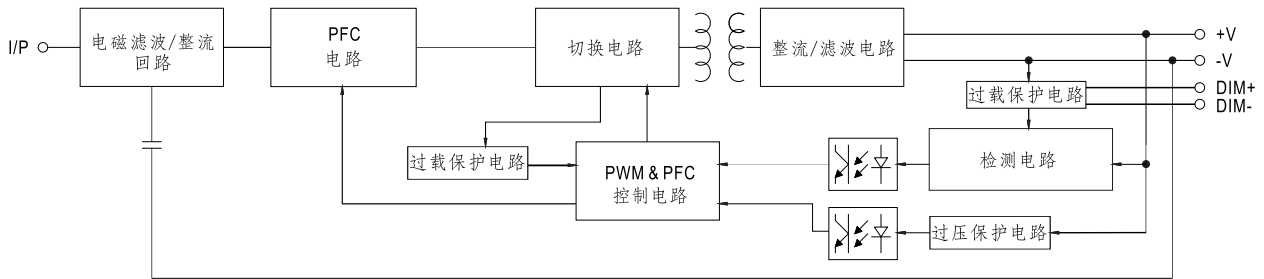 I/P
电磁滤波/整流
回路
PFC
电路
切换电路
整流/滤波电路
+V
-V
过载保护电路
DIM+
DIM-
过载保护电路
PWM & PFC
控制电路
检测电路
过压保护电路